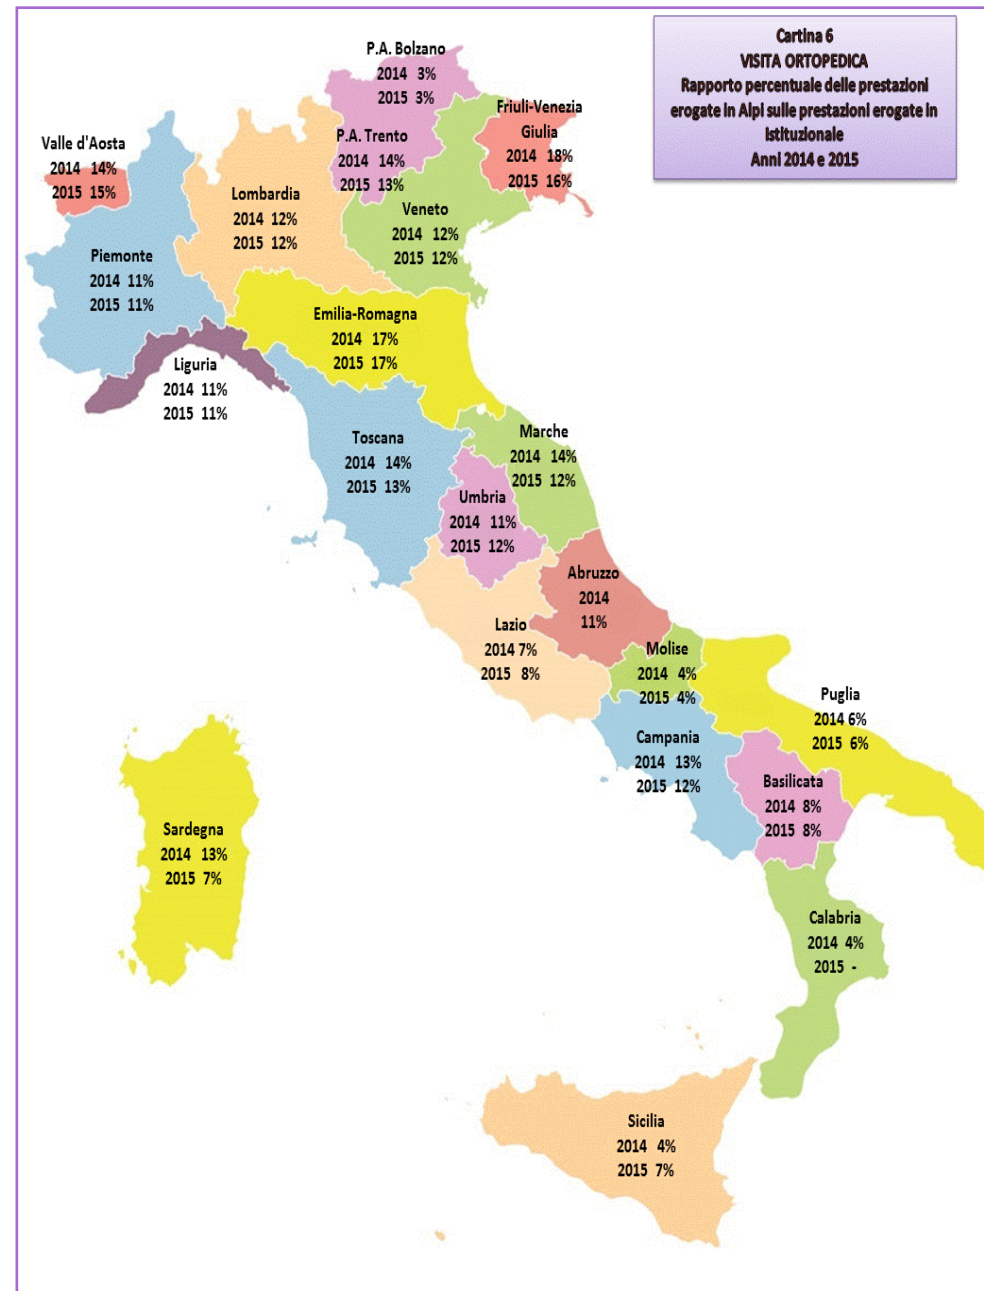 Cartina 6
VISITA ORTOPEDICA
Rapporto percentuale delle prestazioni
erogate in Alpi sulle prestazioni erogate in
Istituzionale
Anni 2014 e 2015
P.A. Bolzano
2014 3%
2015 3%
Friuli-Venezia
Giulia
2014 18%
2015 16%
P.A. Trento
2014 14%
2015 13%
Valle d'Aosta
2014 14%
2015 15%
Lombardia
2014 12%
2015 12%
Veneto
2014 12%
2015 12%
Piemonte
2014 11%
2015 11%
Emilia-Romagna
2014 17%
2015 17%
Liguria
2014 11%
2015 11%
Toscana
2014 14%
2015 13%
Marche
2014 14%
2015 12%
Umbria
2014 11%
2015 12%
Abruzzo
2014
11%
Lazio
2014 7%
2015 8%
Molise
2014 4%
2015 4%
Puglia
2014 6%
2015 6%
Campania
2014 13%
2015 12%
Basilicata
2014 8%
2015 8%
Sardegna
2014 13%
2015 7%
Calabria
2014 4%
2015 -
Sicilia
2014 4%
2015 7%